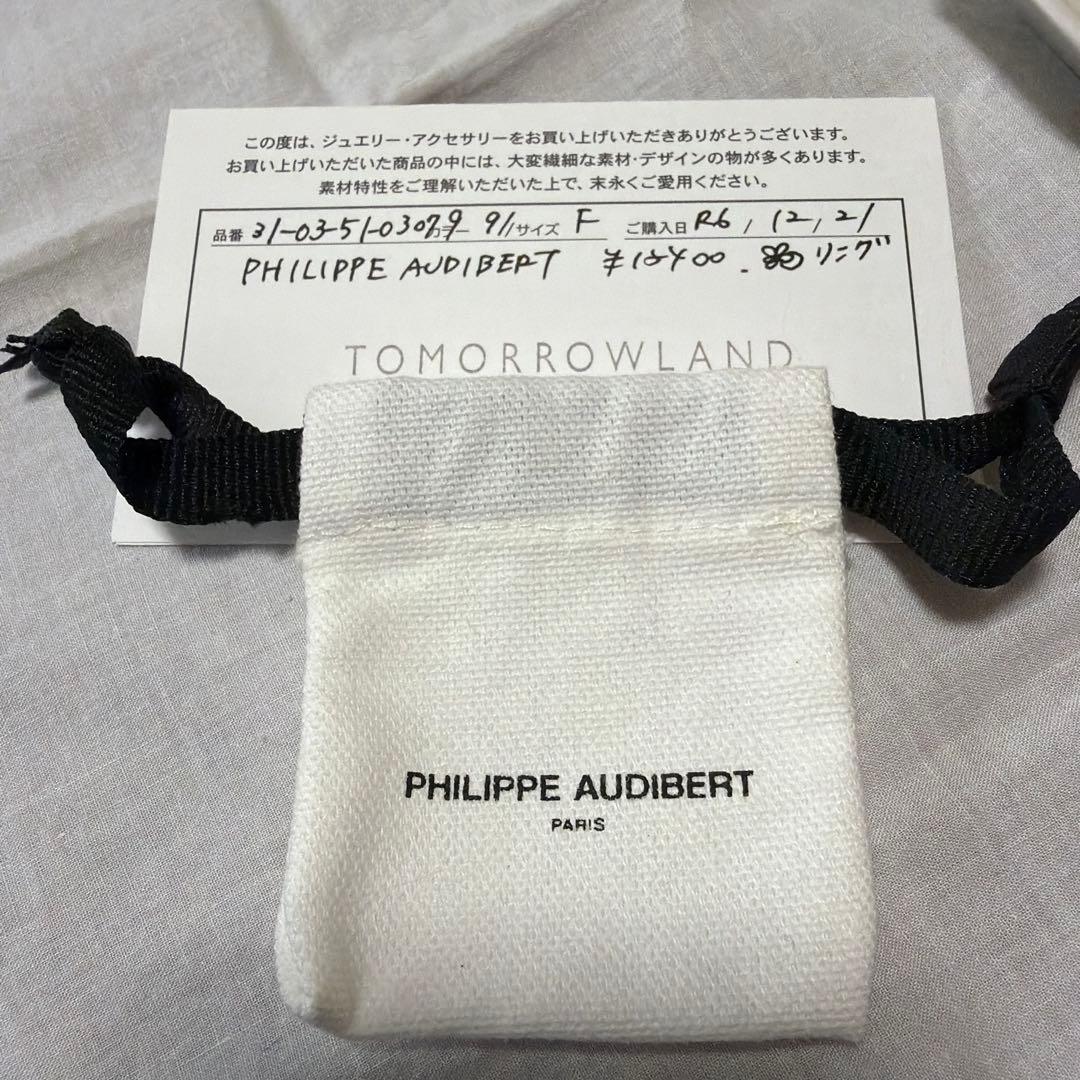 この度は、ジュエリー・アクセサリーをお買い上げいただきありがとうございます。
お買い上げいただいた商品の中には、大変繊細な素材・デザインの物が多くあります。
素材特性をご理解いただいた上で、末永くご愛用ください。
品番 31-03-51-03079 91 サイズ F ご購入日 R6, 12, 21
PHILIPPE AUDIBERT リング
TOMORROWLAND
PHILIPPE AUDIBERT
PARIS